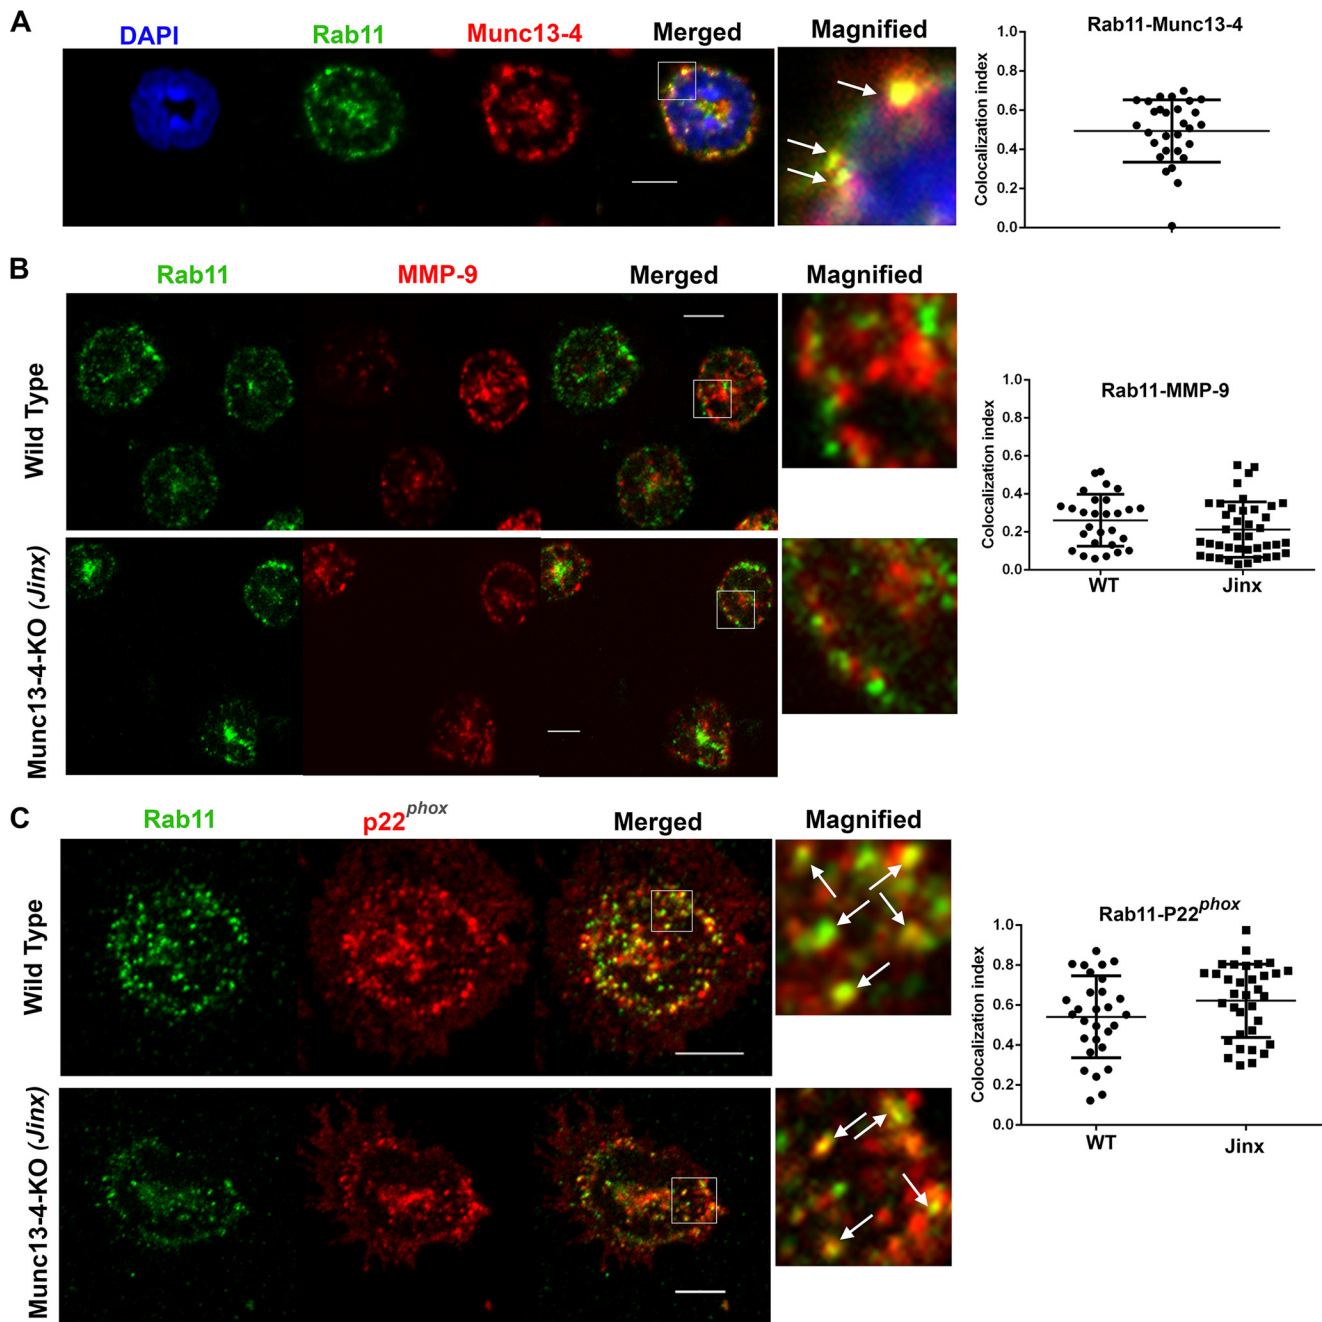 A
DAPI Rab11 Munc13-4 Merged Magnified
Rab11-Munc13-4
Colocalization index
1.0
0.8
0.6
0.4
0.2
0.0
B
Rab11 MMP-9 Merged Magnified
Wild Type
Munc13-4-KO (Jinx)
Rab11-MMP-9
Colocalization index
1.0
0.8
0.6
0.4
0.2
0.0
WT Jinx
C
Rab11 p22phox Merged Magnified
Wild Type
Munc13-4-KO (Jinx)
Rab11-P22phox
Colocalization index
1.0
0.8
0.6
0.4
0.2
0.0
WT Jinx